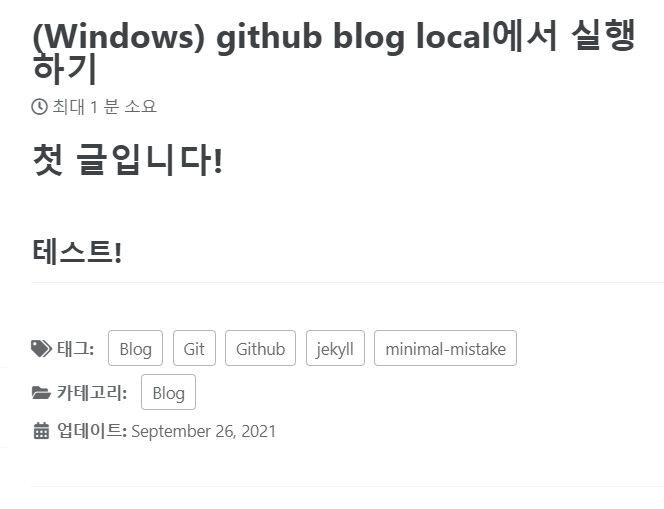 (Windows) github blog local에서 실행
하기
최대 1 분 소요
첫 글입니다!
테스트!
태그: Blog Git Github jekyll minimal-mistake
카테고리: Blog
업데이트: September 26, 2021